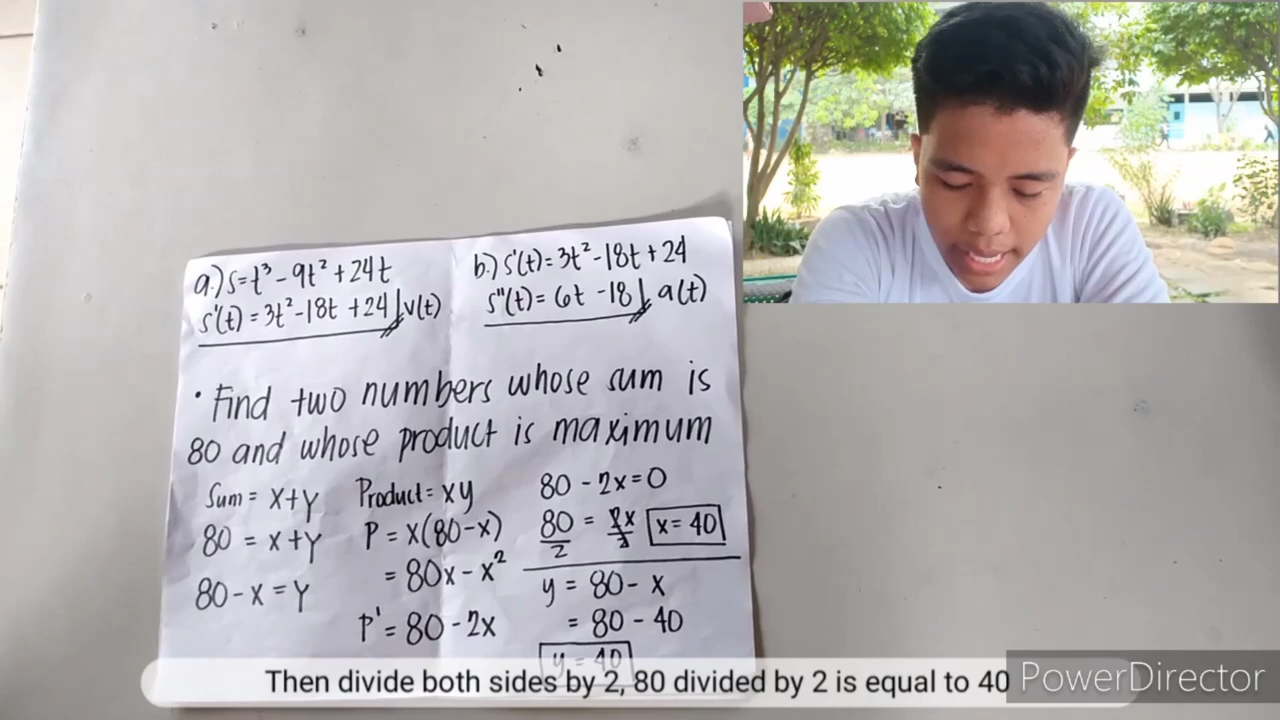 a.) s = t³ - 9t² + 24t
s'(t) = 3t² - 18t + 24 v(t)
b.) s'(t) = 3t² - 18t + 24
s"(t) = 6t - 18 a(t)
• Find two numbers whose sum is
80 and whose product is maximum
Sum = x+y
80 = x+y
80 - x = y
Product = xy
P = x(80-x)
= 80x - x²
P' = 80 - 2x
80 - 2x = 0
80/2 = 2x/2 x = 40
y = 80 - x
= 80 - 40
y = 40
Then divide both sides by 2, 80 divided by 2 is equal to 40
PowerDirector